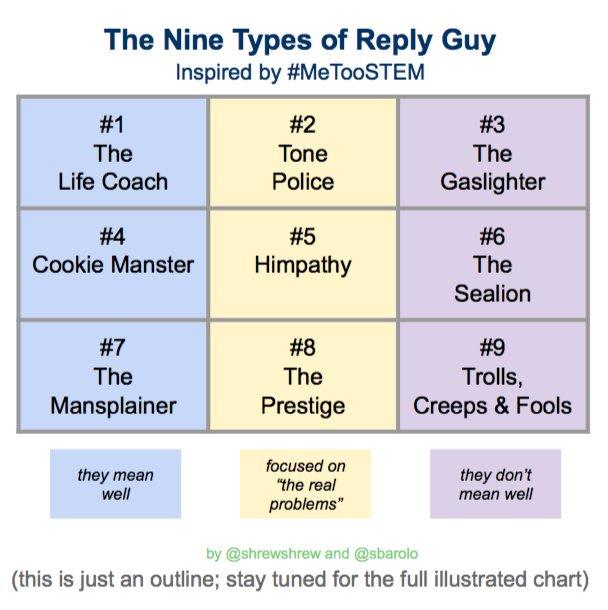 The Nine Types of Reply Guy
Inspired by #MeTooSTEM
#1
The
Life Coach
#2
Tone
Police
#3
The
Gaslighter
#4
Cookie Manster
#5
Himpathy
#6
The
Sealion
#7
The
Mansplainer
#8
The
Prestige
#9
Trolls,
Creeps & Fools
they mean
well
focused on
“the real
problems”
they don’t
mean well
by @shrewshrew and @sbarolo
(this is just an outline; stay tuned for the full illustrated chart)